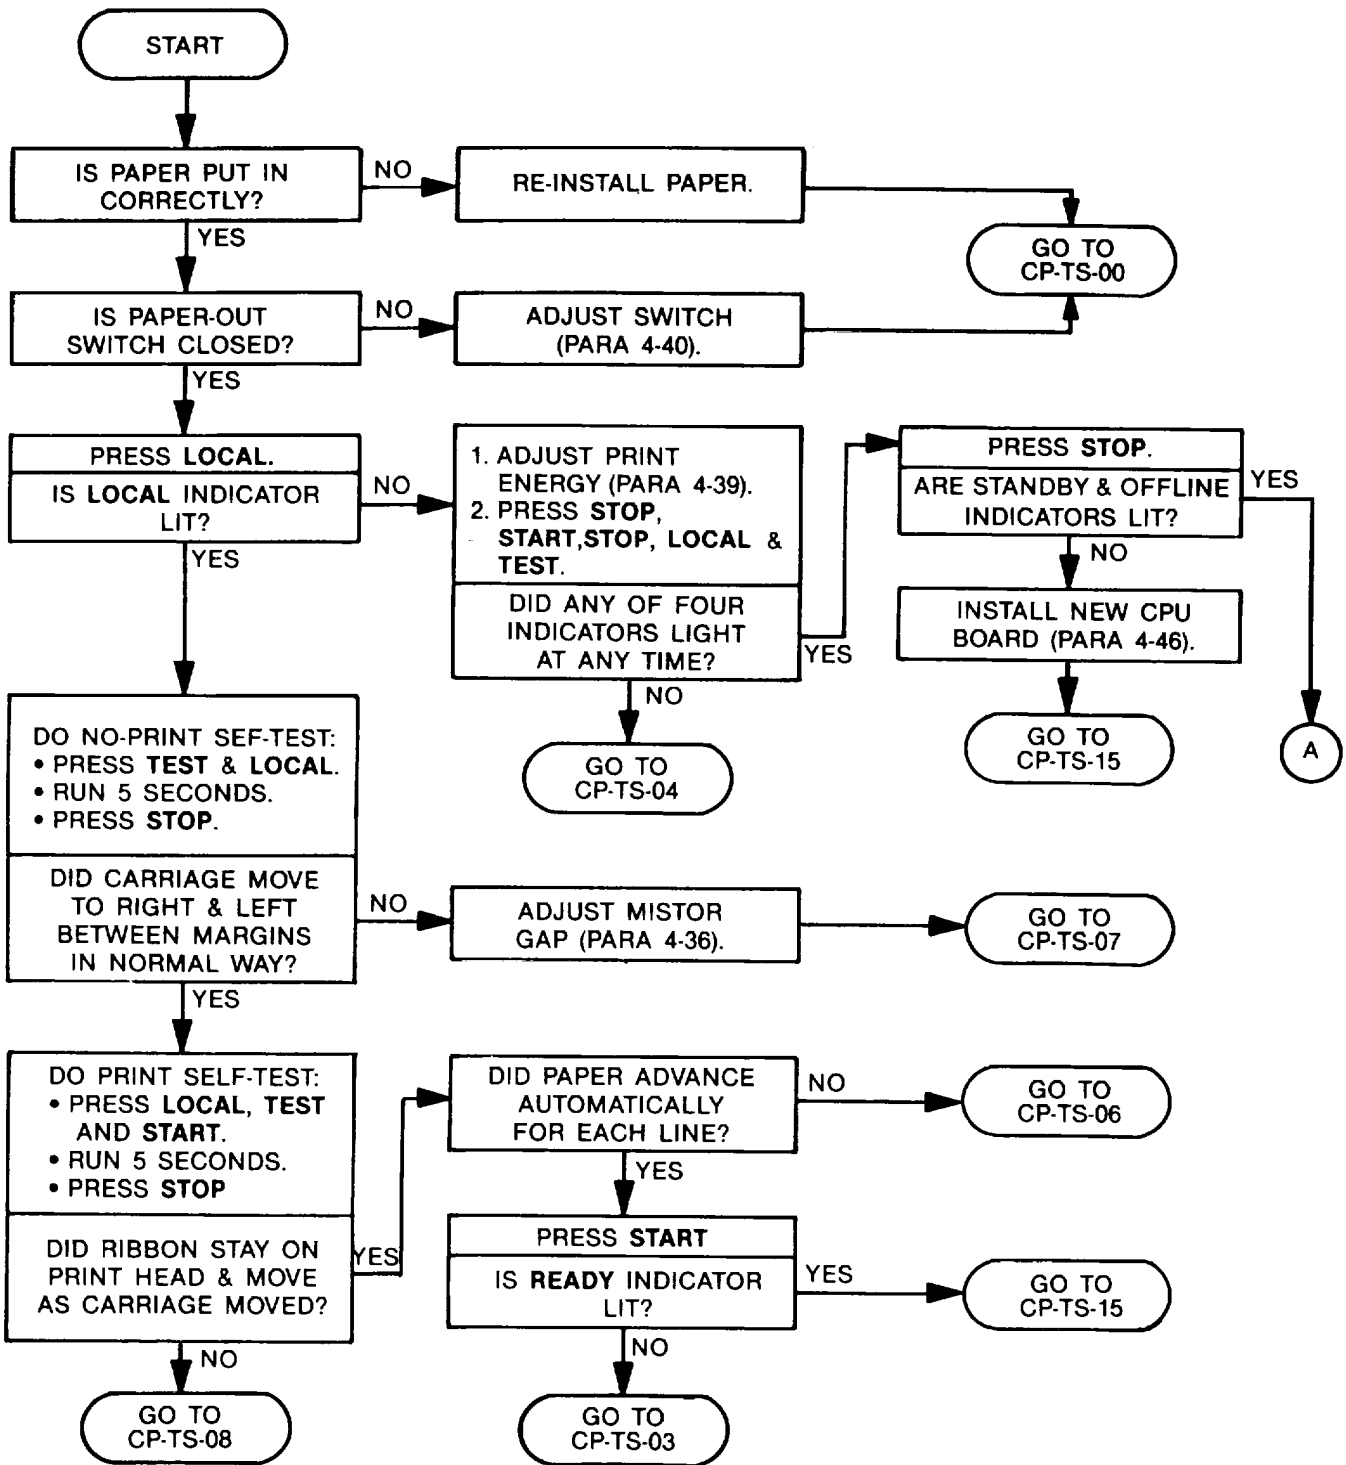 START
IS PAPER PUT IN
CORRECTLY?
NO
RE-INSTALL PAPER.
GO TO
CP-TS-00
YES
IS PAPER-OUT
SWITCH CLOSED?
NO
ADJUST SWITCH
(PARA 4-40).
YES
PRESS LOCAL.
IS LOCAL INDICATOR
LIT?
NO
1. ADJUST PRINT
ENERGY (PARA 4-39).
2. PRESS STOP,
START,STOP, LOCAL &
TEST.
DID ANY OF FOUR
INDICATORS LIGHT
AT ANY TIME?
YES
PRESS STOP.
ARE STANDBY & OFFLINE
INDICATORS LIT?
YES
A
NO
INSTALL NEW CPU
BOARD (PARA 4-46).
GO TO
CP-TS-15
NO
GO TO
CP-TS-04
YES
DO NO-PRINT SEF-TEST:
• PRESS TEST & LOCAL.
• RUN 5 SECONDS.
• PRESS STOP.
DID CARRIAGE MOVE
TO RIGHT & LEFT
BETWEEN MARGINS
IN NORMAL WAY?
NO
ADJUST MISTOR
GAP (PARA 4-36).
GO TO
CP-TS-07
YES
DO PRINT SELF-TEST:
• PRESS LOCAL, TEST
AND START.
• RUN 5 SECONDS.
• PRESS STOP
DID RIBBON STAY ON
PRINT HEAD & MOVE
AS CARRIAGE MOVED?
YES
DID PAPER ADVANCE
AUTOMATICALLY
FOR EACH LINE?
NO
GO TO
CP-TS-06
YES
PRESS START
IS READY INDICATOR
LIT?
YES
GO TO
CP-TS-15
NO
GO TO
CP-TS-03
NO
GO TO
CP-TS-08